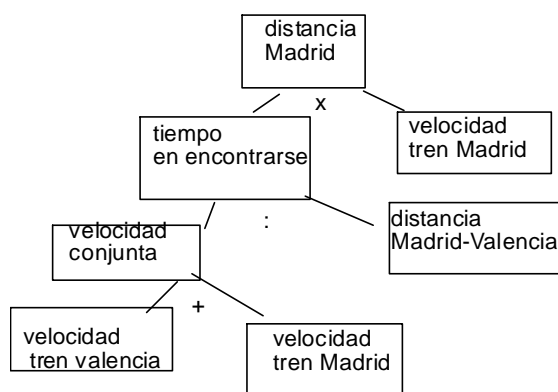 distancia
Madrid
x
tiempo
en encontrarse
velocidad
tren Madrid
:
velocidad
conjunta
distancia
Madrid-Valencia
+
velocidad
tren valencia
velocidad
tren Madrid